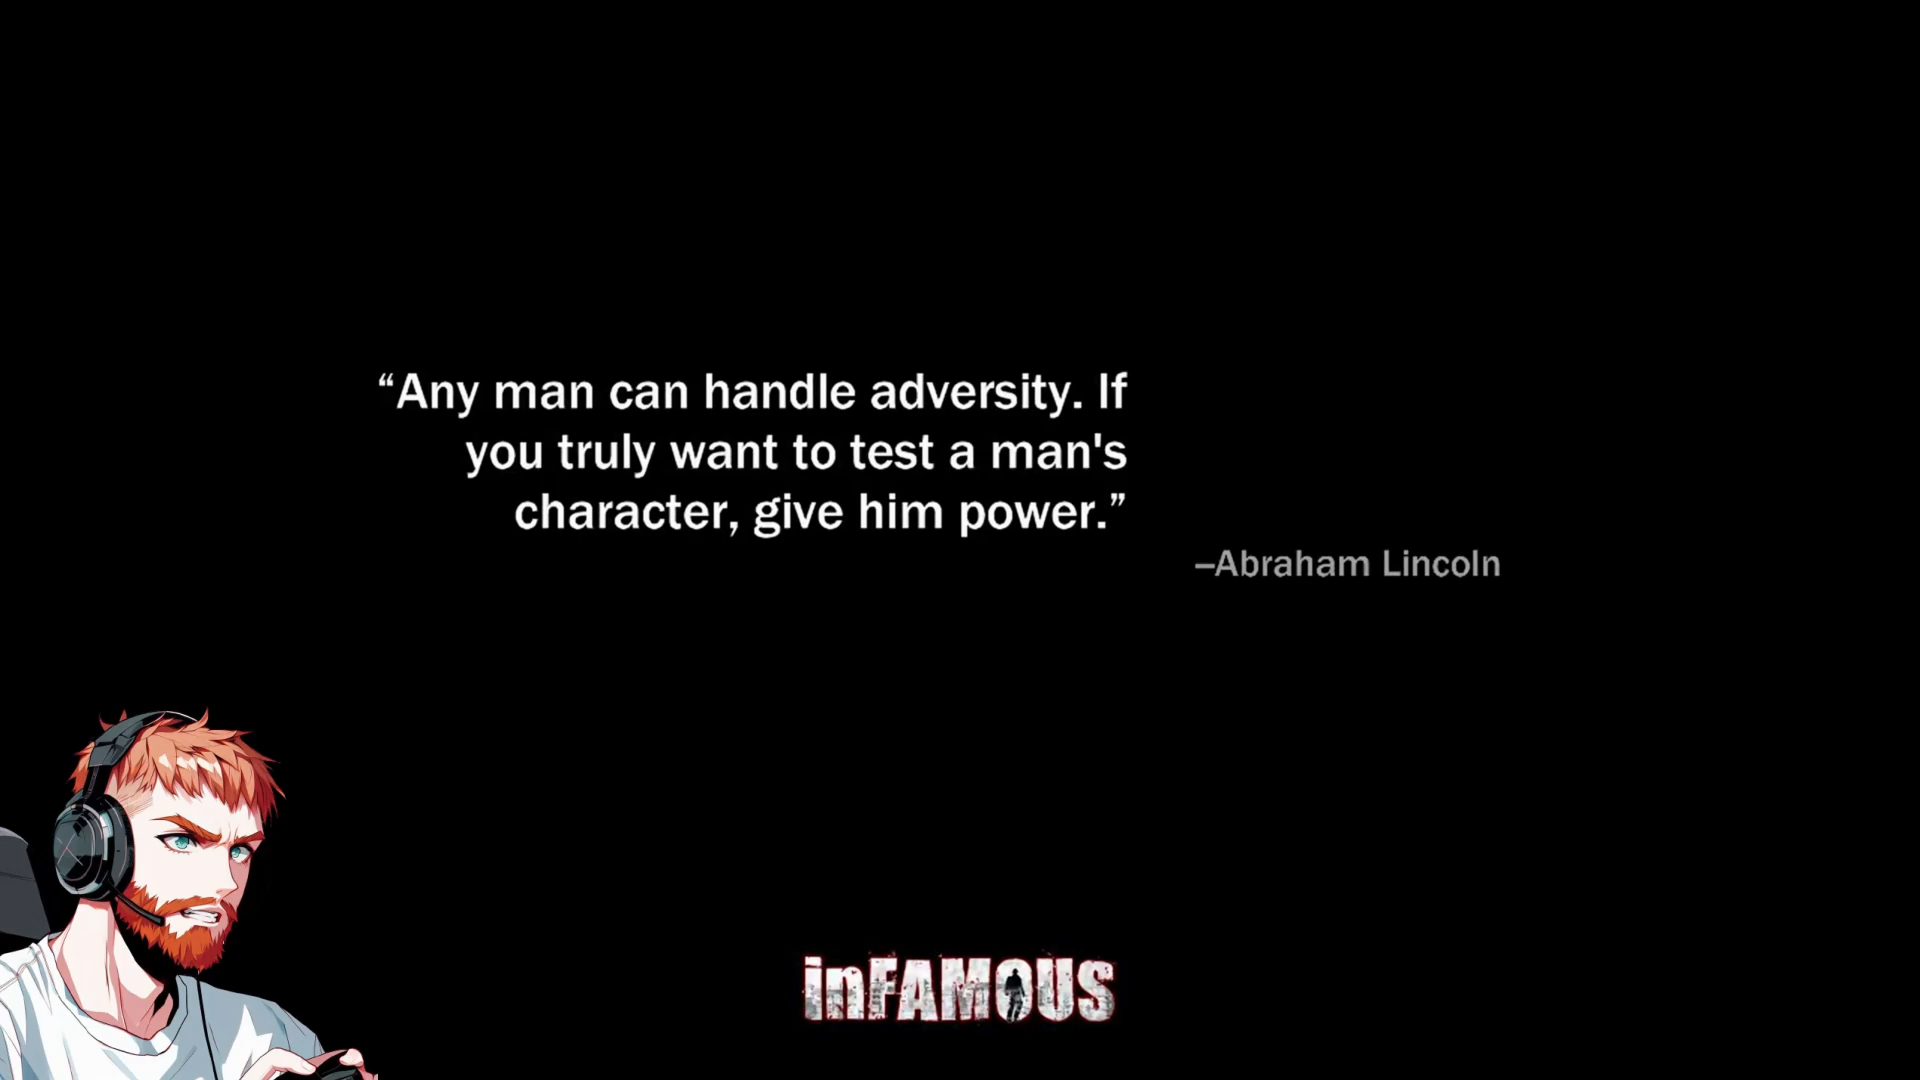 “Any man can handle adversity. If
you truly want to test a man's
character, give him power.”
–Abraham Lincoln
inFAMOUS